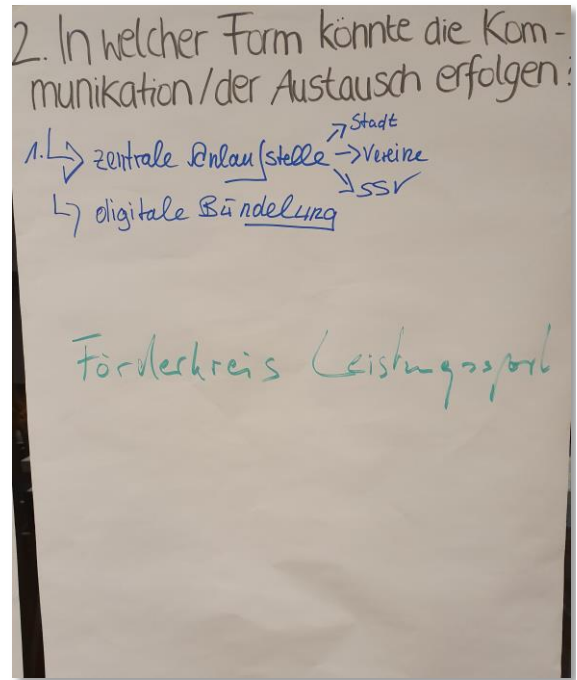 2. In welcher Form könnte die Kom-
munikation/der Austausch erfolgen?
1. ↳ zentrale Anlaufstelle ↗ Stadt
→ Vereine
↘ SSV
↳ digitale Bündelung
Förderkreis Leistungssport